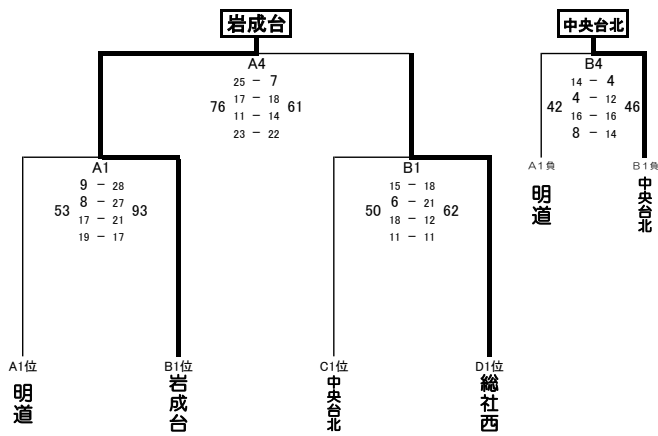 岩成台
中央台北
A4
25 - 7
76 17 - 18 61
11 - 14
23 - 22
B4
14 - 4
42 4 - 12 46
16 - 16
8 - 14
A1負
明道
B1負
中央台北
A1
9 - 28
53 8 - 27 93
17 - 21
19 - 17
B1
15 - 18
50 6 - 21 62
18 - 12
11 - 11
A1位
明道
B1位
岩成台
C1位
中央台北
D1位
総社西